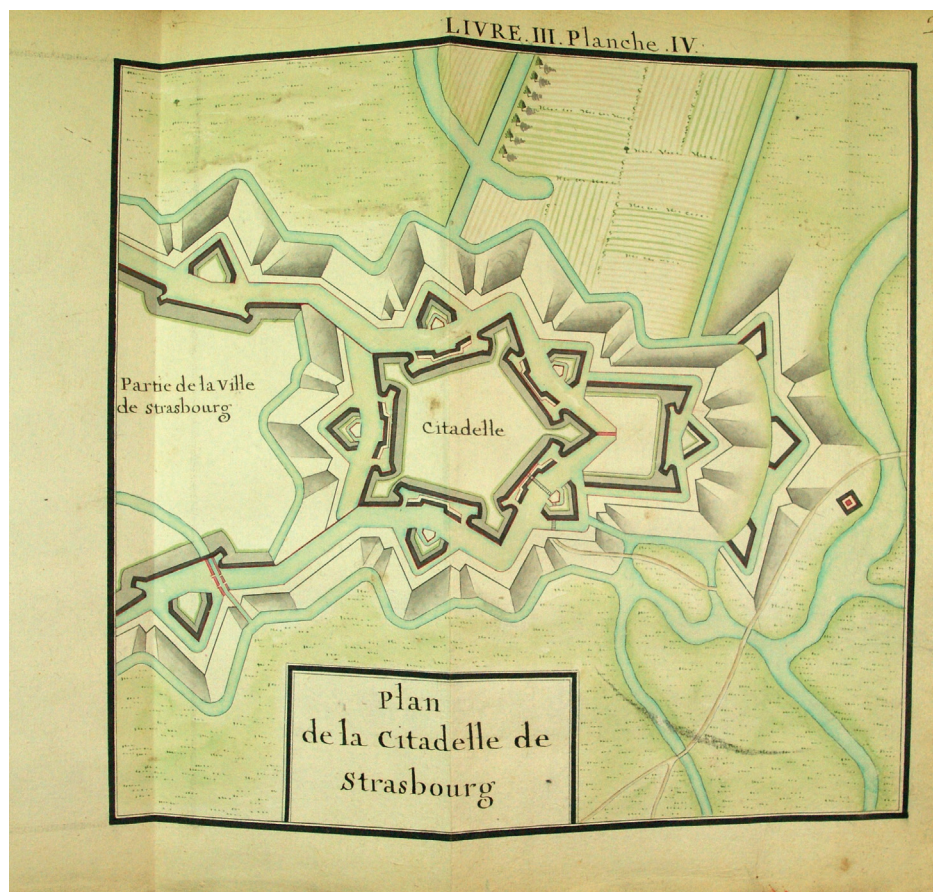 LIVRE.III.Planche.IV.
Partie de la Ville
de strasbourg
Citadelle
Plan
de la Citadelle de
Strasbourg